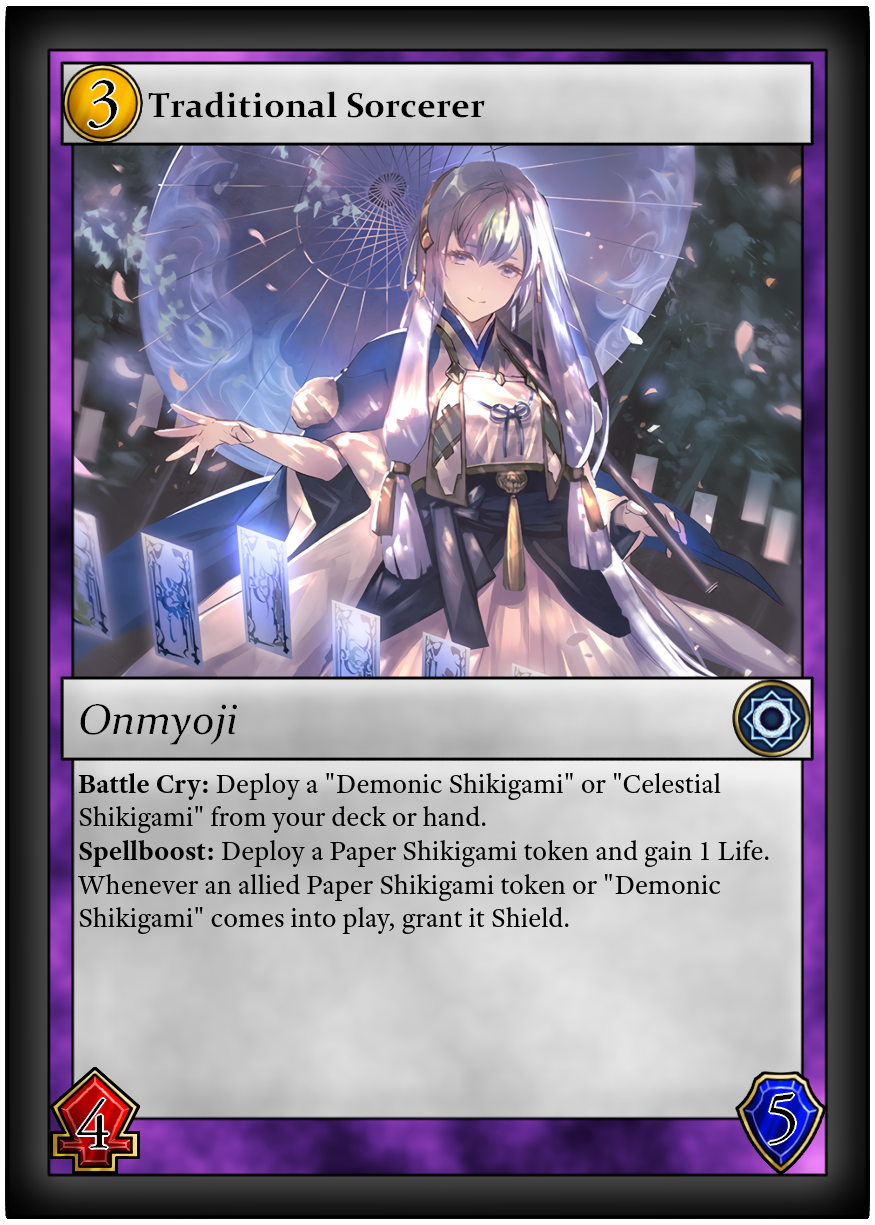 3
Traditional Sorcerer
Onmyoji
Battle Cry: Deploy a "Demonic Shikigami" or "Celestial
Shikigami" from your deck or hand.
Spellboost: Deploy a Paper Shikigami token and gain 1 Life.
Whenever an allied Paper Shikigami token or "Demonic
Shikigami" comes into play, grant it Shield.
4
5